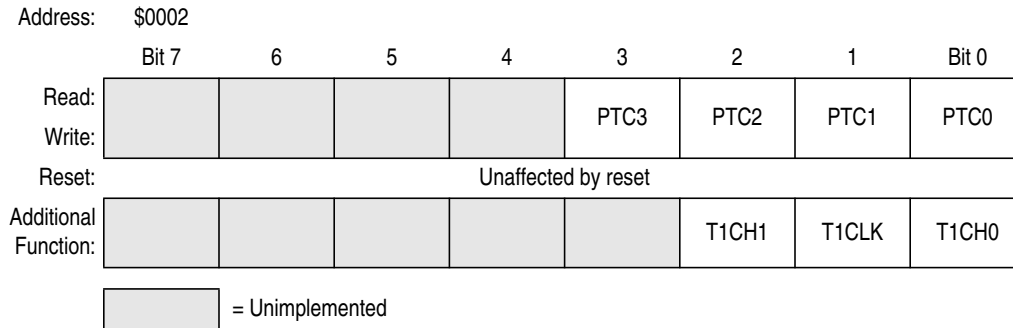 Address: $0002
Bit 7 6 5 4 3 2 1 Bit 0
Read:
Write:
PTC3 PTC2 PTC1 PTC0
Reset: Unaffected by reset
Additional
Function:
T1CH1 T1CLK T1CH0
= Unimplemented